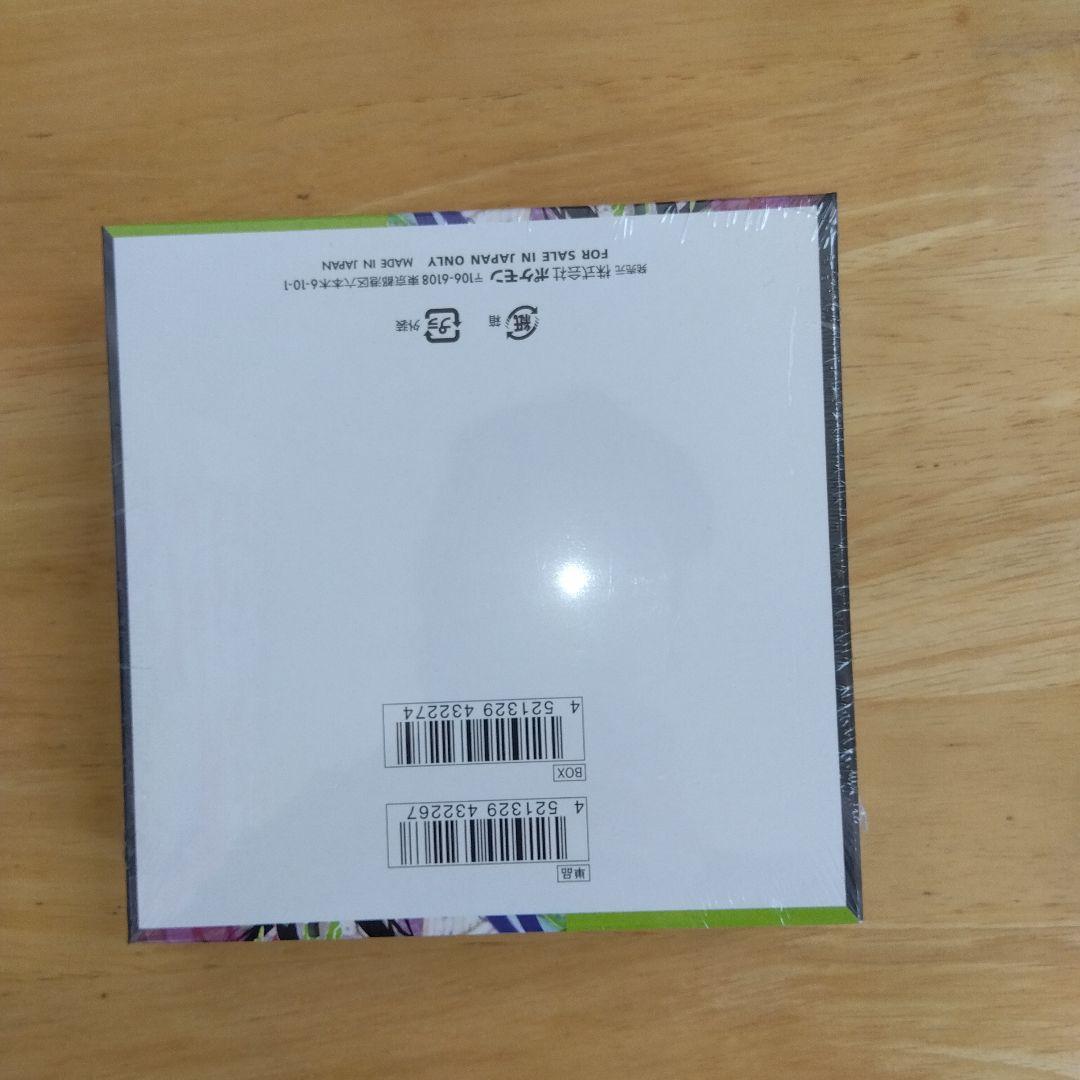 単品
4 521329 432267
BOX
4 521329 432274
紙 箱 プラ 外装
発売元 株式会社 ポケモン 〒106-6108 東京都港区六本木6-10-1
FOR SALE IN JAPAN ONLY MADE IN JAPAN